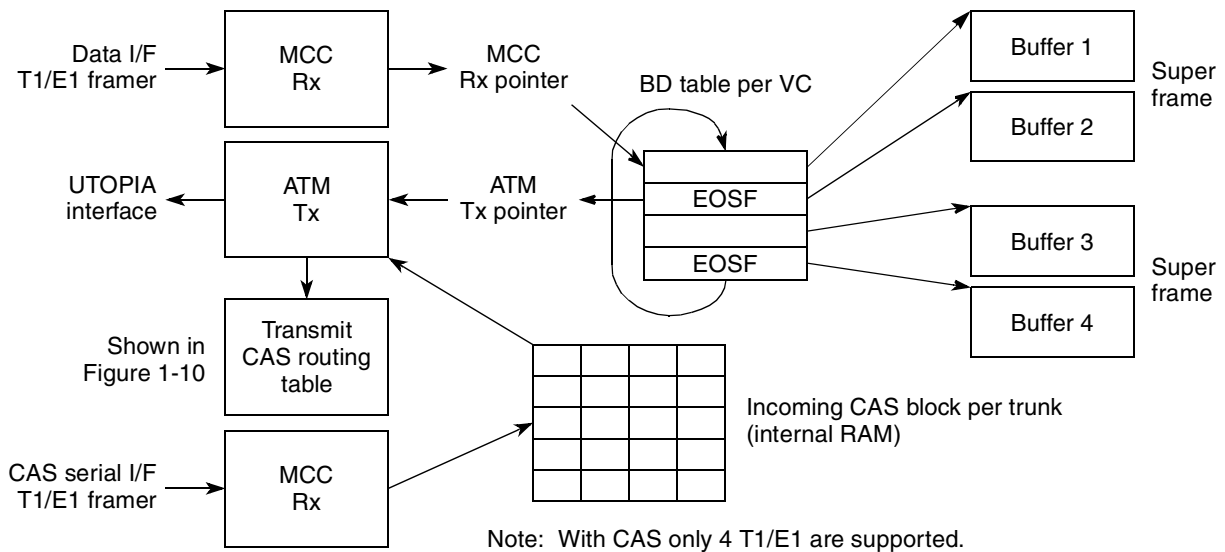 Data I/F
T1/E1 framer
MCC
Rx
MCC
Rx pointer
BD table per VC
Buffer 1
Buffer 2
Super
frame
UTOPIA
interface
ATM
Tx
ATM
Tx pointer
EOSF
EOSF
Buffer 3
Buffer 4
Super
frame
Shown in
Figure 1-10
Transmit
CAS routing
table
Incoming CAS block per trunk
(internal RAM)
CAS serial I/F
T1/E1 framer
MCC
Rx
Note: With CAS only 4 T1/E1 are supported.